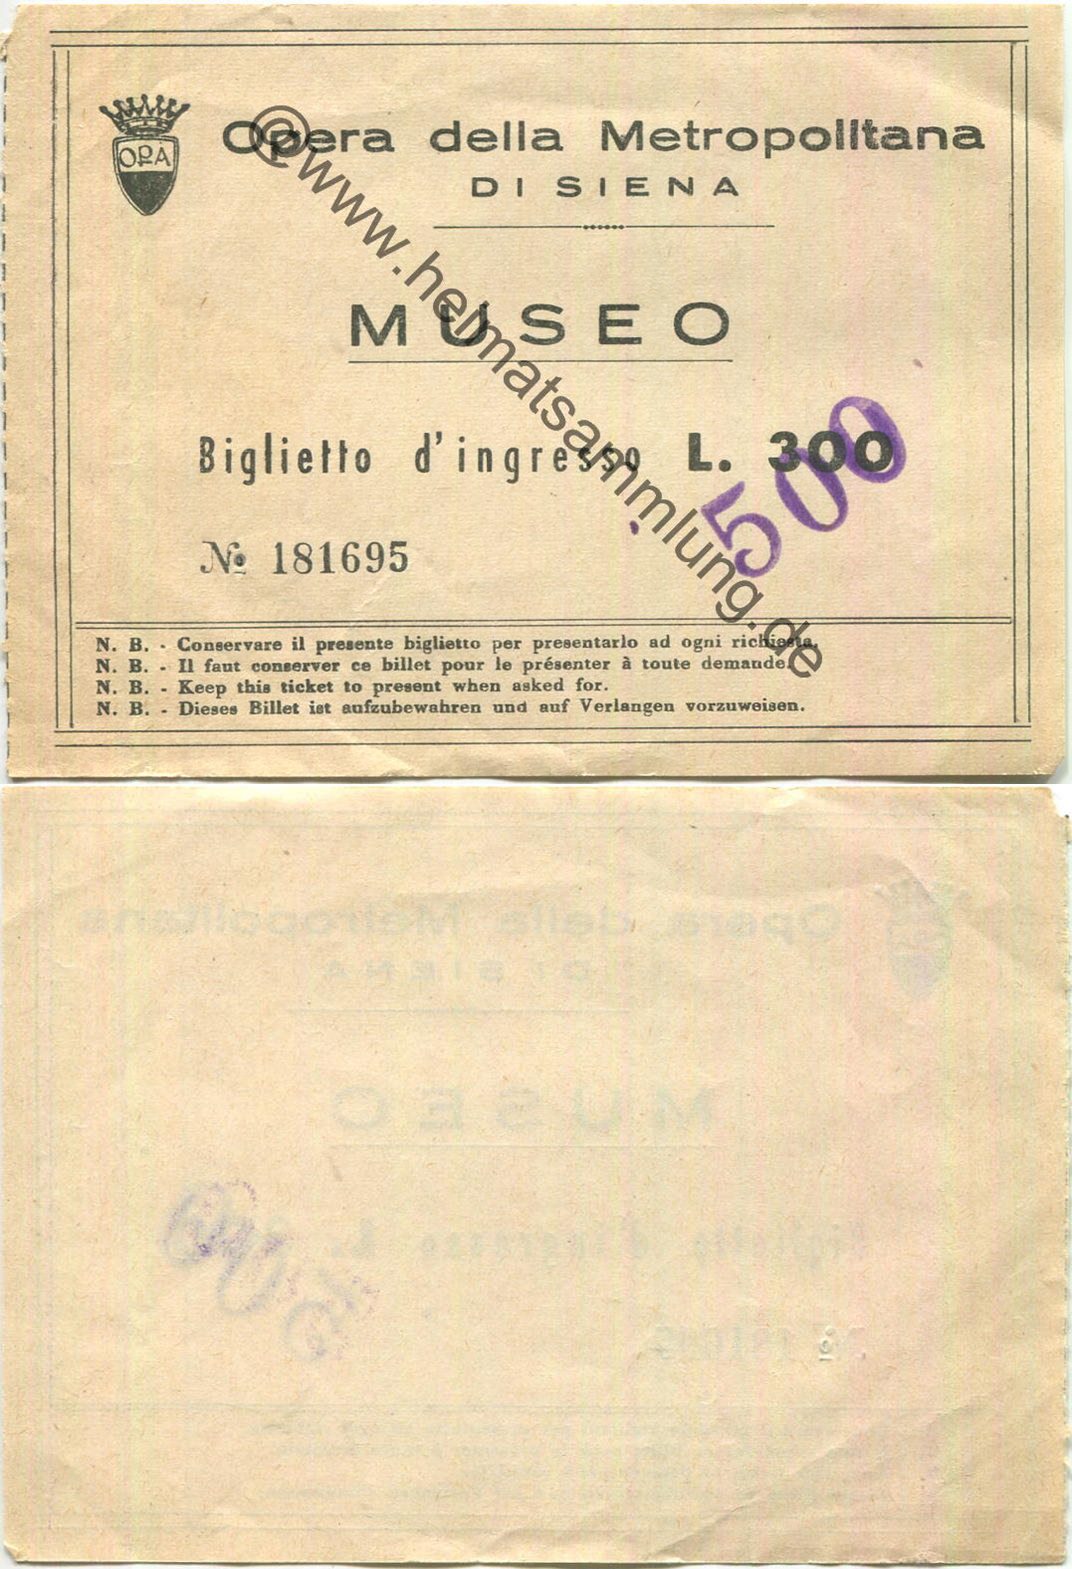 OPA
Opera della Metropolitana
DI SIENA
MUSEO
Biglietto d'ingresso L. 300
500
№ 181695
N. B. - Conservare il presente biglietto per presentarlo ad ogni richiesta.
N. B. - Il faut conserver ce billet pour le présenter à toute demande.
N. B. - Keep this ticket to present when asked for.
N. B. - Dieses Billet ist aufzubewahren und auf Verlangen vorzuweisen.
@www.heimatsammlung.de